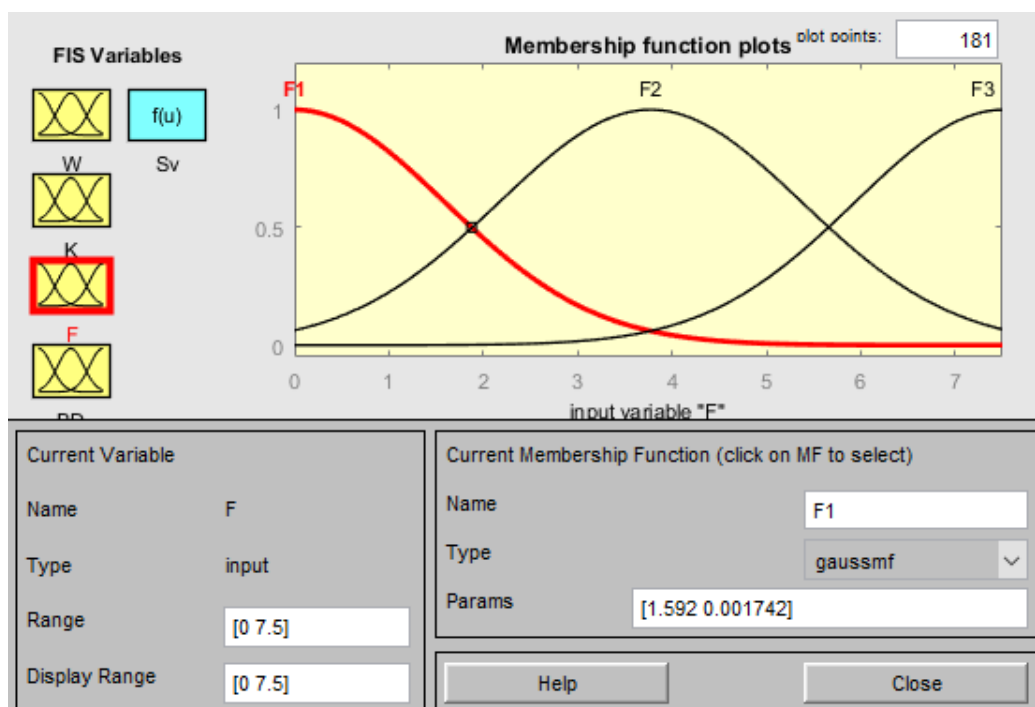 FIS Variables
Membership function plots
plot points:
181
f(u)
W
Sv
K
F
F1
F2
F3
1
0.5
0
0 1 2 3 4 5 6 7
input variable "F"
Current Variable
Name F
Type input
Range [0 7.5]
Display Range [0 7.5]
Current Membership Function (click on MF to select)
Name F1
Type gaussmf
Params [1.592 0.001742]
Help
Close